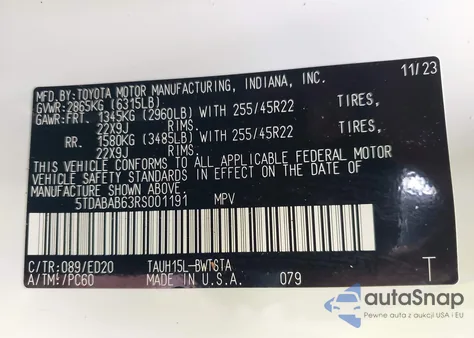 MFD. BY: TOYOTA MOTOR MANUFACTURING, INDIANA, INC. 11/23
GVWR: 2865KG (6315LB)
GAWR: FRT. 1345KG (2960LB) WITH 255/45R22 TIRES,
22X9J RIMS.
RR. 1580KG (3485LB) WITH 255/45R22 TIRES,
22X9J RIMS.
THIS VEHICLE CONFORMS TO ALL APPLICABLE FEDERAL MOTOR
VEHICLE SAFETY STANDARDS IN EFFECT ON THE DATE OF
MANUFACTURE SHOWN ABOVE.
5TDABAB63RS001191 MPV
C/TR: 089/ED20 TAUH15L-BWTSTA
A/TM: /PC60 MADE IN U.S.A. 079 T
autoSnap
Pewne auta z dojazdem USA i EU